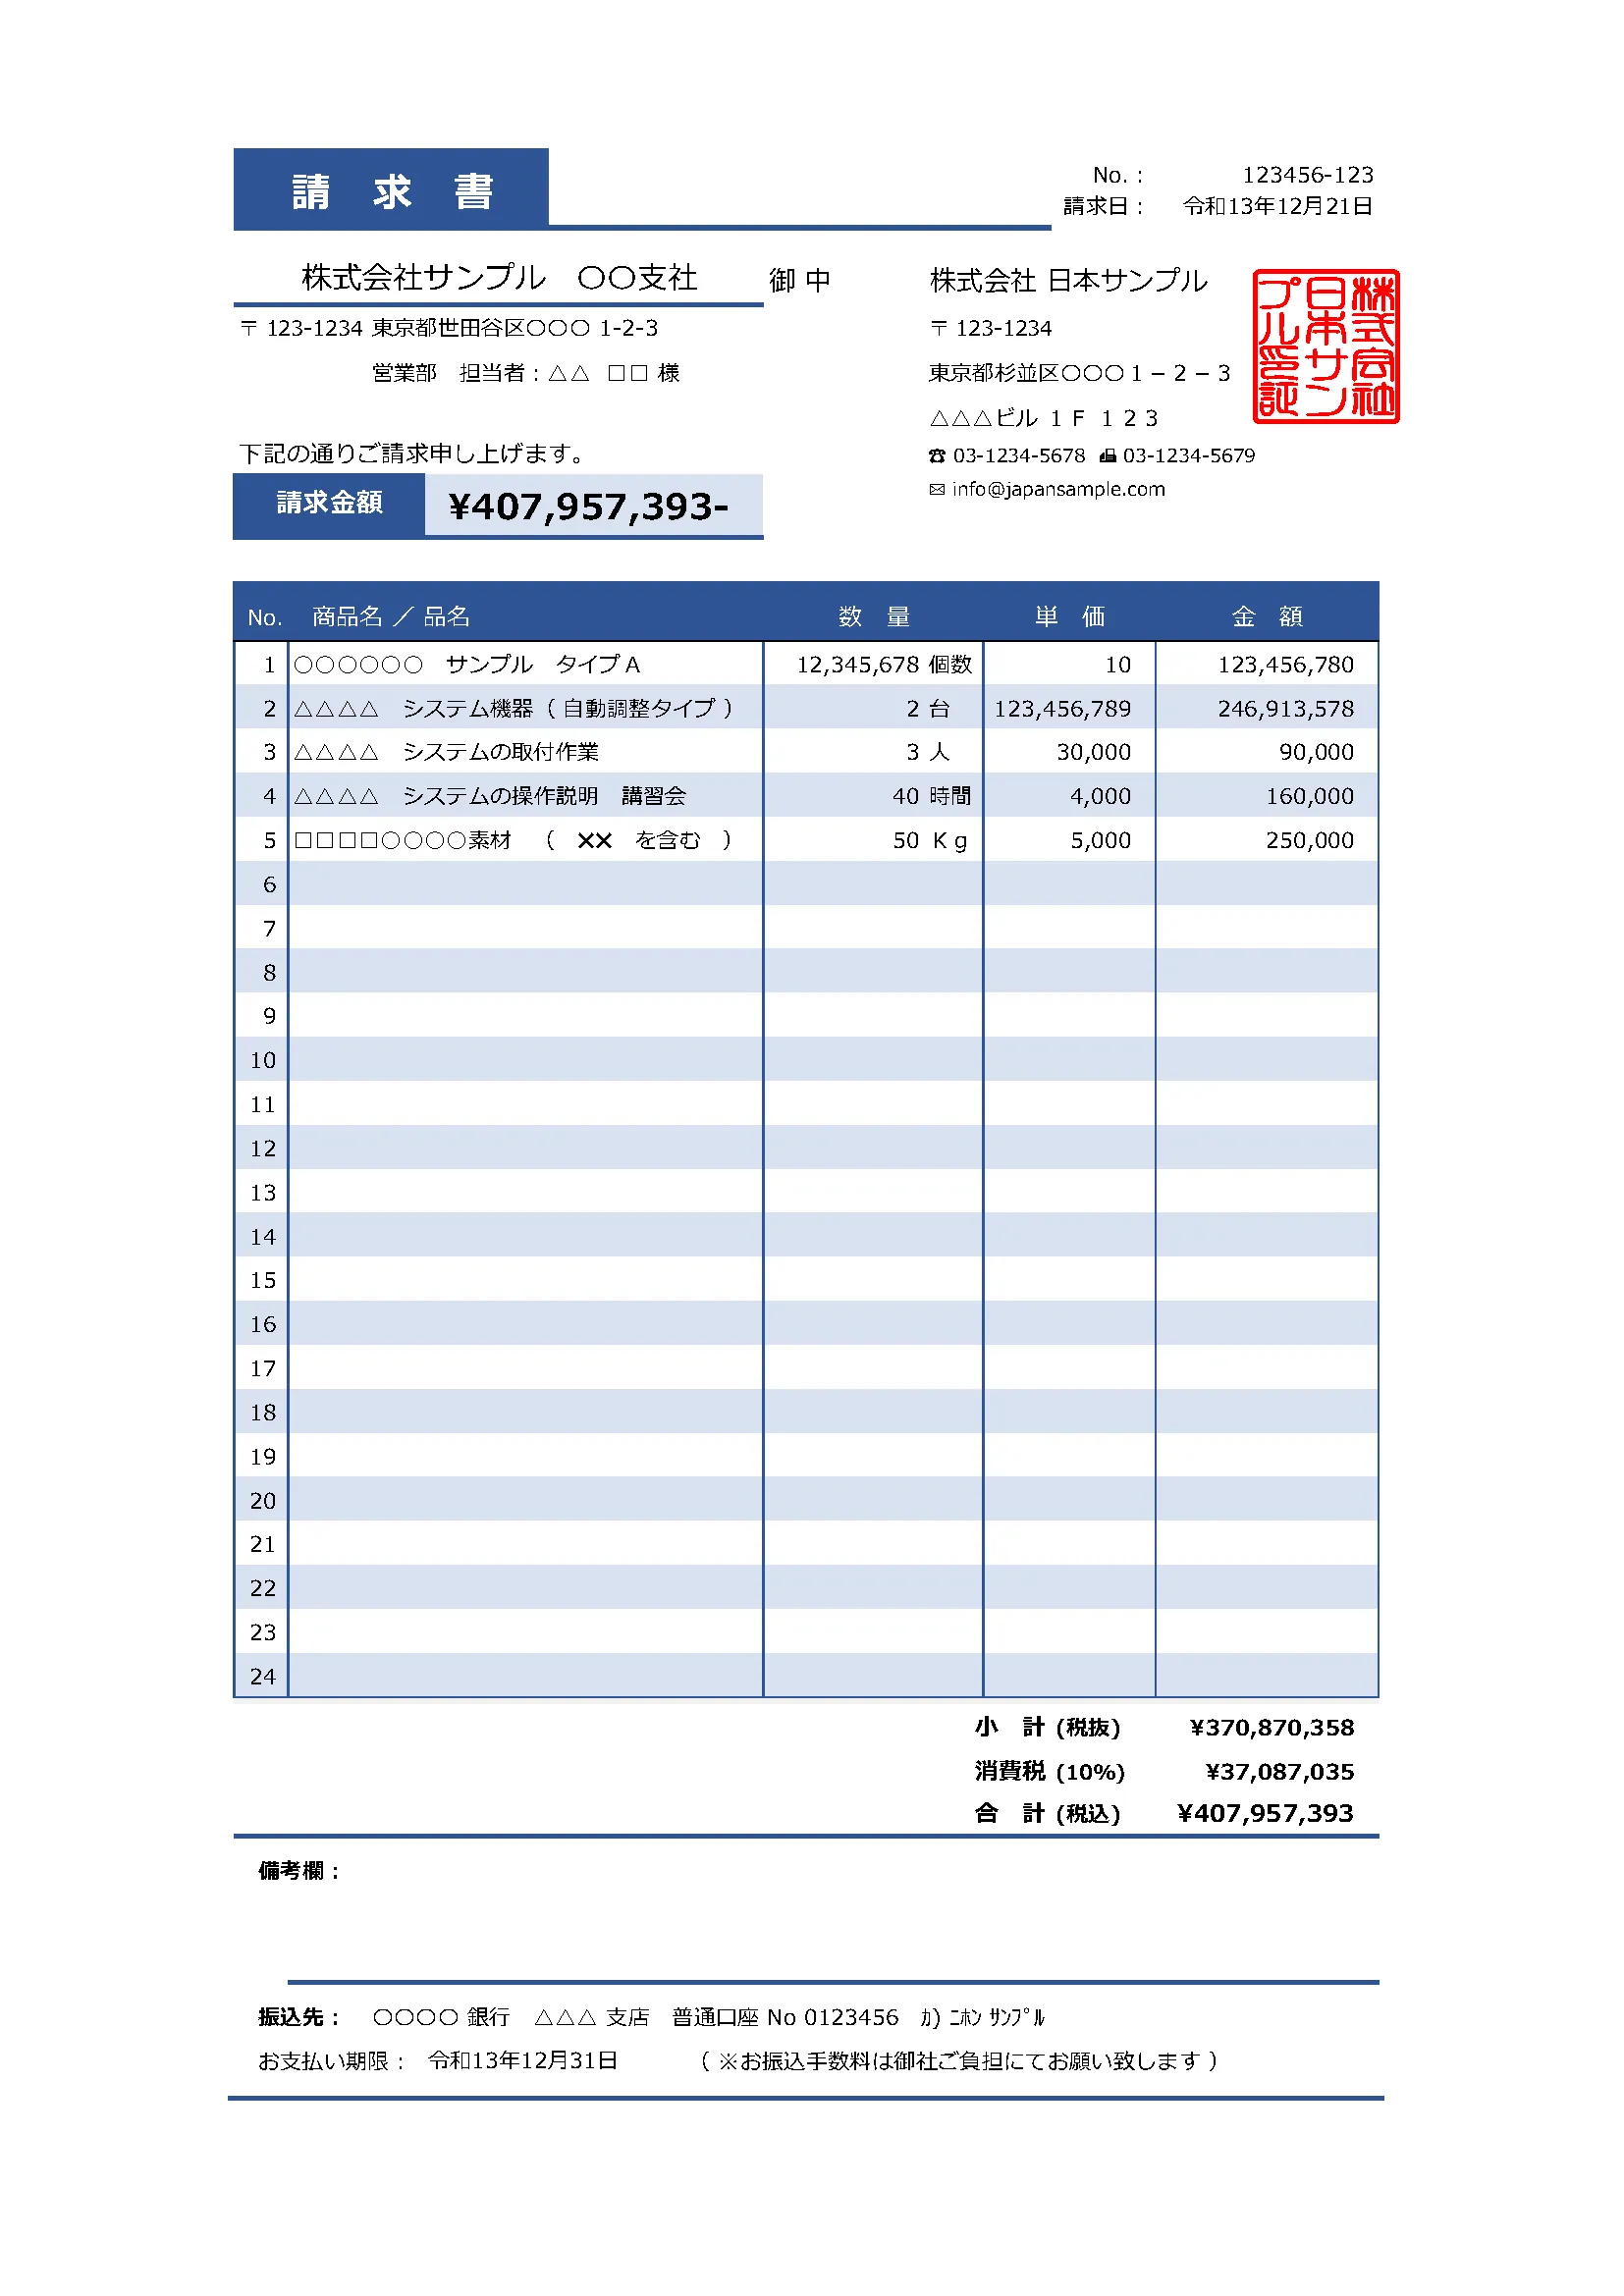 請 求 書
No. : 123456-123
請求日 : 令和13年12月21日
株式会社サンプル 〇〇支社 御 中
〒 123-1234 東京都世田谷区〇〇〇 1-2-3
営業部 担当者 : △△ □□ 様
株式会社 日本サンプル
〒 123-1234
東京都杉並区〇〇〇１－２－３
△△△ビル １Ｆ １２３
☎ 03-1234-5678 📠 03-1234-5679
✉ info@japansample.com
株式会社
日本サン
プル印証
下記の通りご請求申し上げます。
請求金額 ¥407,957,393-
No. 商品名 ／ 品名 数 量 単 価 金 額
1 ○○○○○○ サンプル タイプＡ 12,345,678 個数 10 123,456,780
2 △△△△ システム機器（ 自動調整タイプ ） 2 台 123,456,789 246,913,578
3 △△△△ システムの取付作業 3 人 30,000 90,000
4 △△△△ システムの操作説明 講習会 40 時間 4,000 160,000
5 □□□□○○○○素材 （ ✕✕ を含む ） 50 Ｋｇ 5,000 250,000
6
7
8
9
10
11
12
13
14
15
16
17
18
19
20
21
22
23
24
小 計 (税抜) ¥370,870,358
消費税 (10%) ¥37,087,035
合 計 (税込) ¥407,957,393
備考欄 :
振込先 : 〇〇〇〇 銀行 △△△ 支店 普通口座 No 0123456 ｶ) ﾆﾎﾝ ｻﾝﾌﾟﾙ
お支払い期限 : 令和13年12月31日 （ ※お振込手数料は御社ご負担にてお願い致します ）